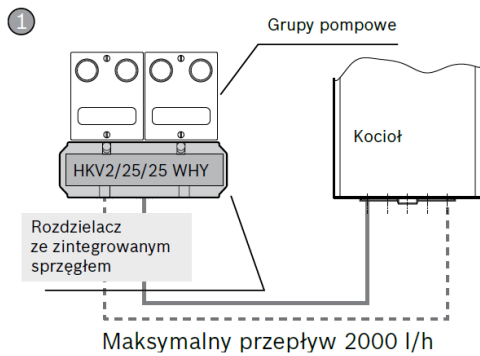 1
Grupy pompowe
Kocioł
HKV2/25/25 WHY
Rozdzielacz
ze zintegrowanym
sprzęgłem
Maksymalny przepływ 2000 l/h